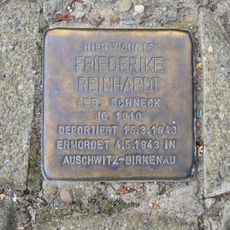 HIER WOHNTE
FRIEDERIKE
REINHARDT
GEB. SCHNECK
JG. 1910
DEPORTIERT 15.3.1943
ERMORDET 4.5.1943 IN
AUSCHWITZ-BIRKENAU